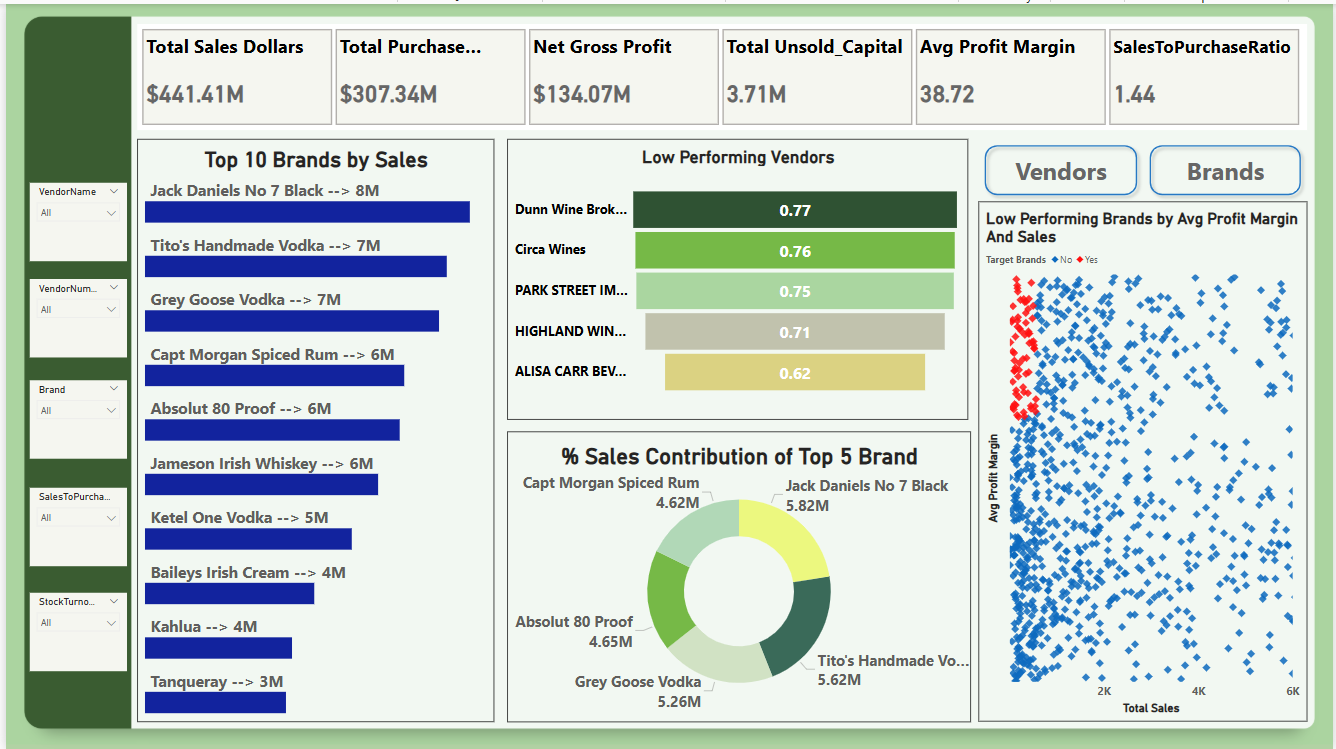 Total Sales Dollars
$441.41M
Total Purchase...
$307.34M
Net Gross Profit
$134.07M
Total Unsold_Capital
3.71M
Avg Profit Margin
38.72
SalesToPurchaseRatio
1.44
VendorName
All
VendorNum...
All
Brand
All
SalesToPurcha...
All
StockTurno...
All
Top 10 Brands by Sales
Jack Daniels No 7 Black --> 8M
Tito's Handmade Vodka --> 7M
Grey Goose Vodka --> 7M
Capt Morgan Spiced Rum --> 6M
Absolut 80 Proof --> 6M
Jameson Irish Whiskey --> 6M
Ketel One Vodka --> 5M
Baileys Irish Cream --> 4M
Kahlua --> 4M
Tanqueray --> 3M
Low Performing Vendors
Dunn Wine Brok... 0.77
Circa Wines 0.76
PARK STREET IM... 0.75
HIGHLAND WIN... 0.71
ALISA CARR BEV... 0.62
% Sales Contribution of Top 5 Brand
Capt Morgan Spiced Rum
4.62M
Jack Daniels No 7 Black
5.82M
Absolut 80 Proof
4.65M
Tito's Handmade Vo...
5.62M
Grey Goose Vodka
5.26M
Vendors
Brands
Low Performing Brands by Avg Profit Margin
And Sales
Target Brands No Yes
Avg Profit Margin
2K 4K 6K
Total Sales